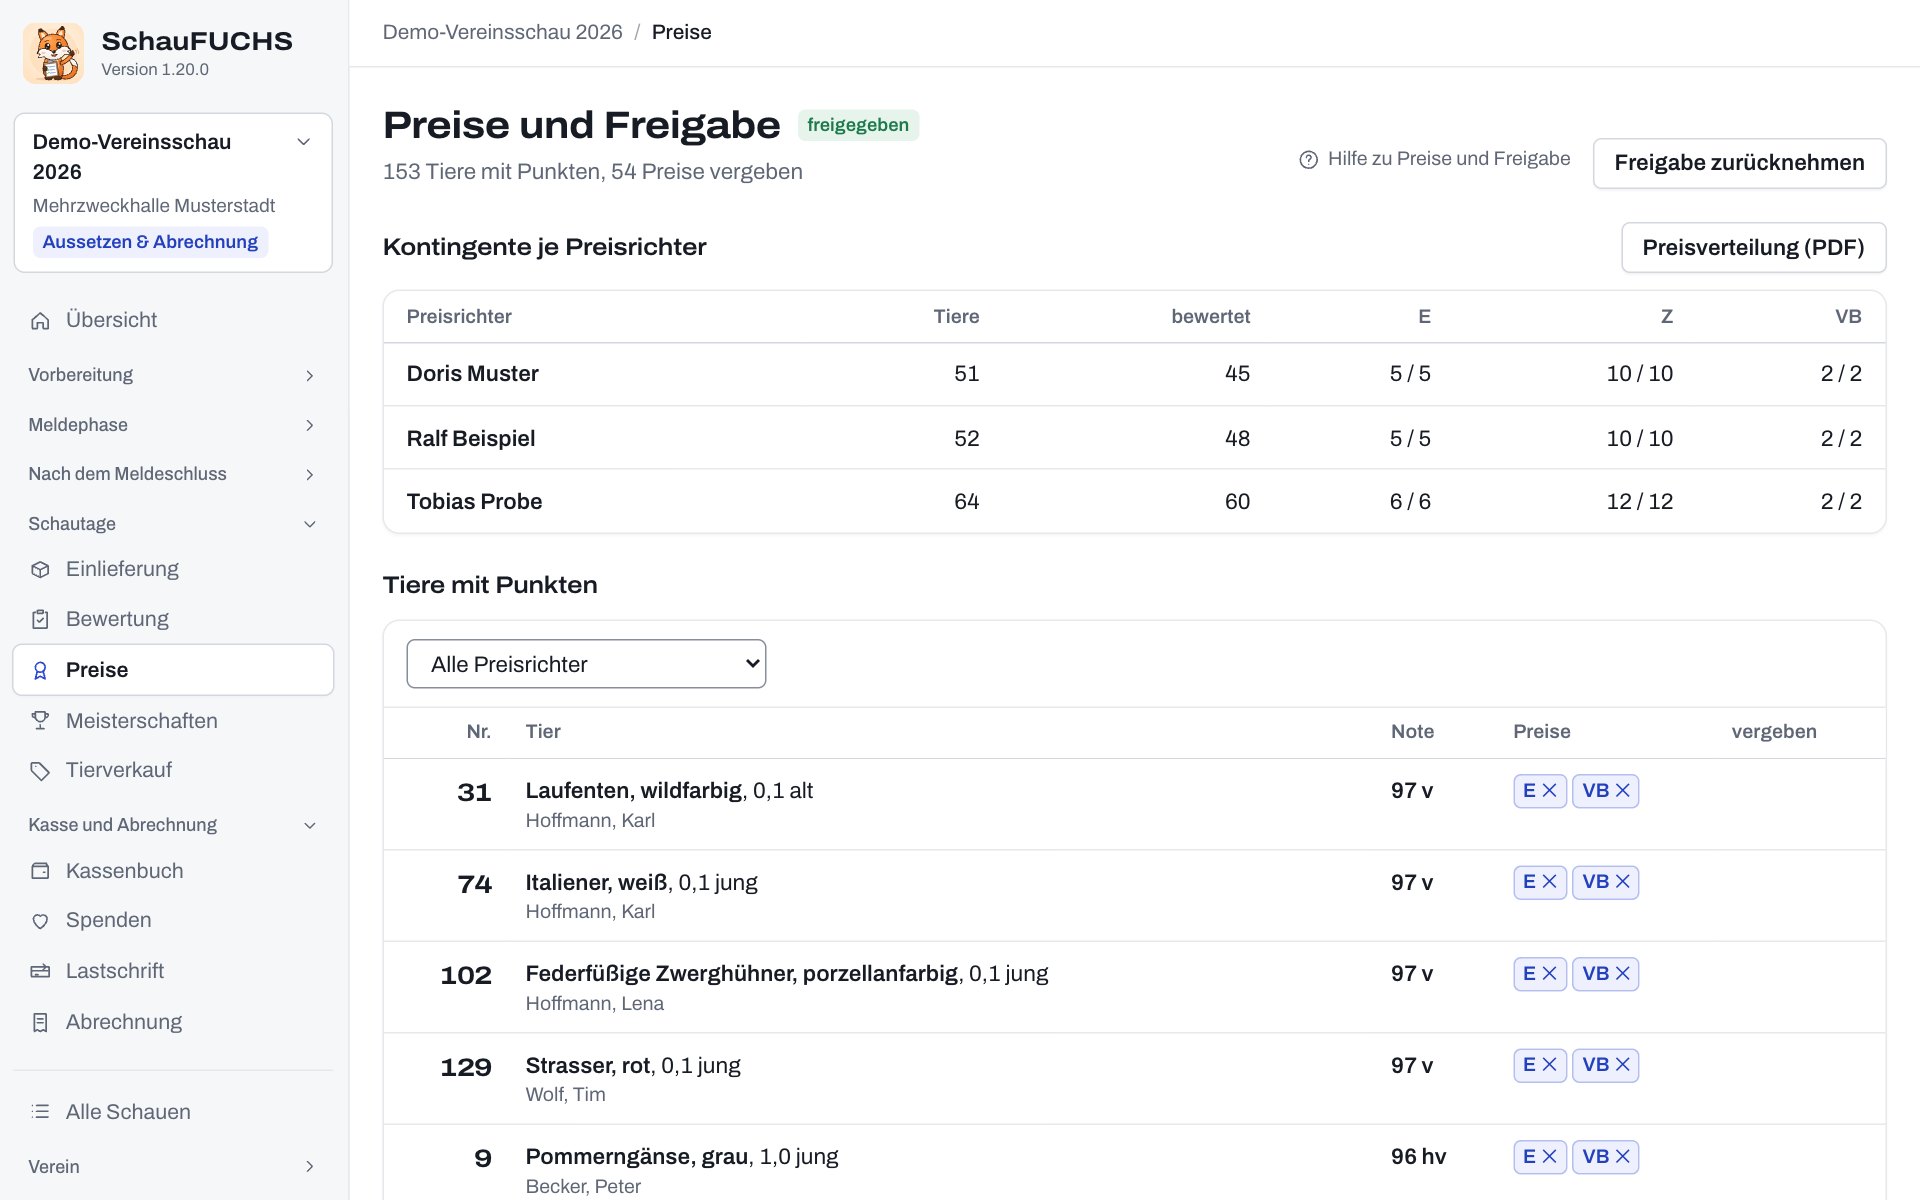 SchauFUCHS
Version 1.20.0
Demo-Vereinsschau 2026
Mehrzweckhalle Musterstadt
Aussetzen & Abrechnung
Übersicht
Vorbereitung
Meldephase
Nach dem Meldeschluss
Schautage
Einlieferung
Bewertung
Preise
Meisterschaften
Tierverkauf
Kasse und Abrechnung
Kassenbuch
Spenden
Lastschrift
Abrechnung
Alle Schauen
Verein
Demo-Vereinsschau 2026 / Preise
Preise und Freigabe freigegeben
153 Tiere mit Punkten, 54 Preise vergeben
Hilfe zu Preise und Freigabe
Freigabe zurücknehmen
Kontingente je Preisrichter
Preisverteilung (PDF)
Preisrichter Tiere bewertet E Z VB
Doris Muster 51 45 5 / 5 10 / 10 2 / 2
Ralf Beispiel 52 48 5 / 5 10 / 10 2 / 2
Tobias Probe 64 60 6 / 6 12 / 12 2 / 2
Tiere mit Punkten
Alle Preisrichter
Nr. Tier Note Preise vergeben
31 Laufenten, wildfarbig, 0,1 alt 97 v E VB
Hoffmann, Karl
74 Italiener, weiß, 0,1 jung 97 v E VB
Hoffmann, Karl
102 Federfüßige Zwerghühner, porzellanfarbig, 0,1 jung 97 v E VB
Hoffmann, Lena
129 Strasser, rot, 0,1 jung 97 v E VB
Wolf, Tim
9 Pommerngänse, grau, 1,0 jung 96 hv E VB
Becker, Peter